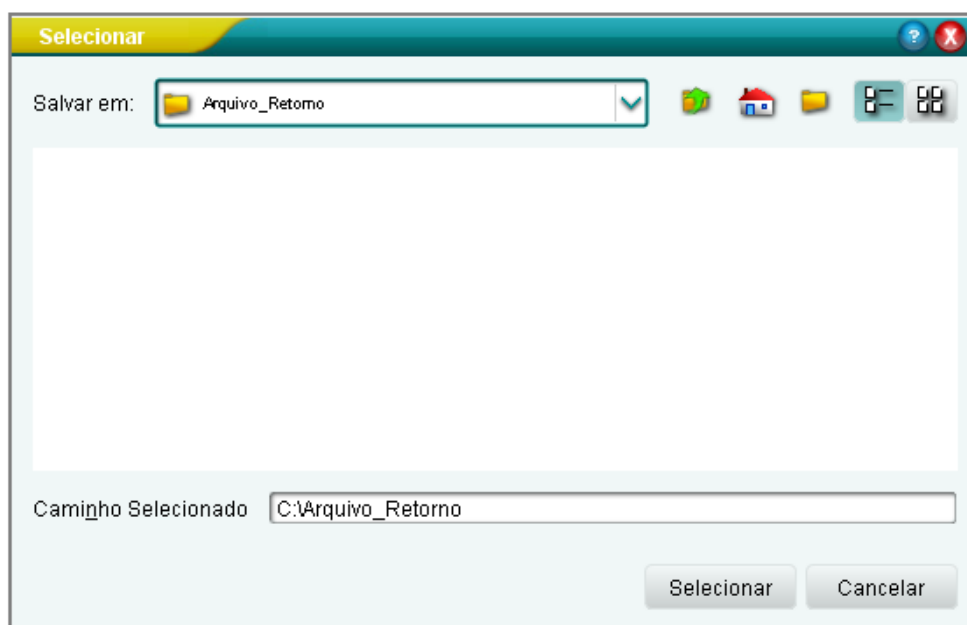 Selecionar
Salvar em: Arquivo_Retorno
Caminho Selecionado C:\Arquivo_Retorno
Selecionar Cancelar